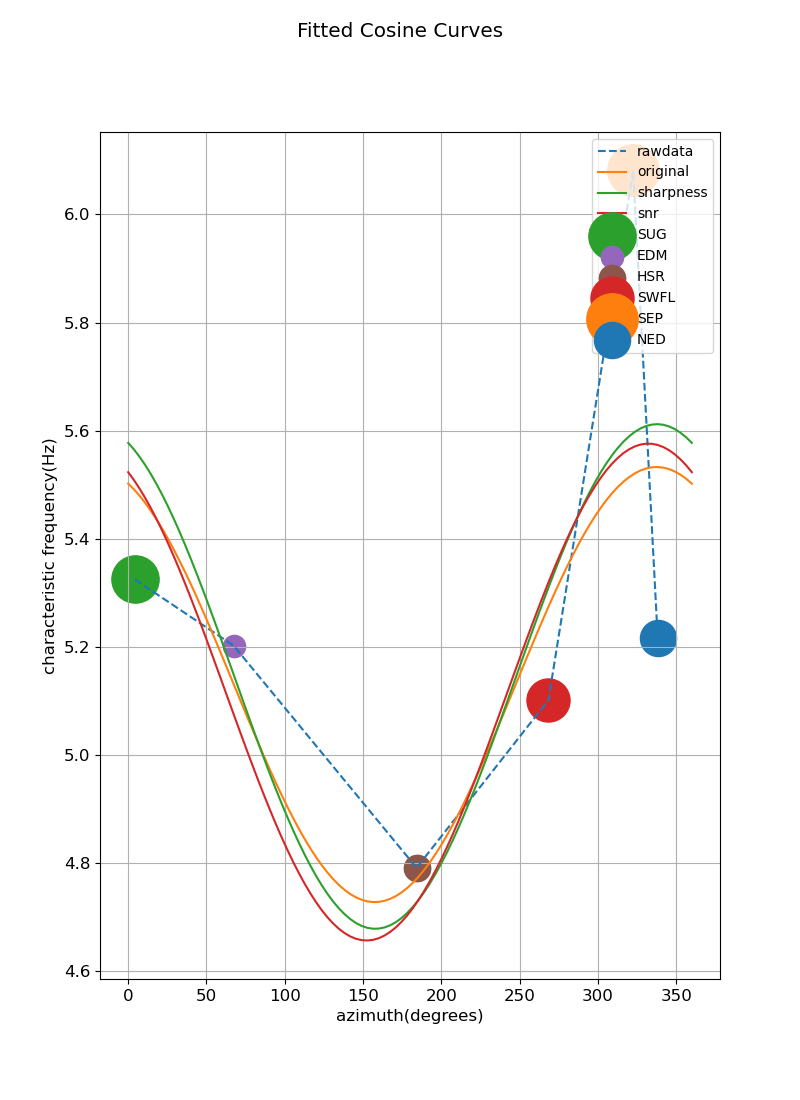 Fitted Cosine Curves
characteristic frequency(Hz)
6.0
5.8
5.6
5.4
5.2
5.0
4.8
4.6
rawdata
original
sharpness
snr
SUG
EDM
HSR
SWFL
SEP
NED
0 50 100 150 200 250 300 350
azimuth(degrees)